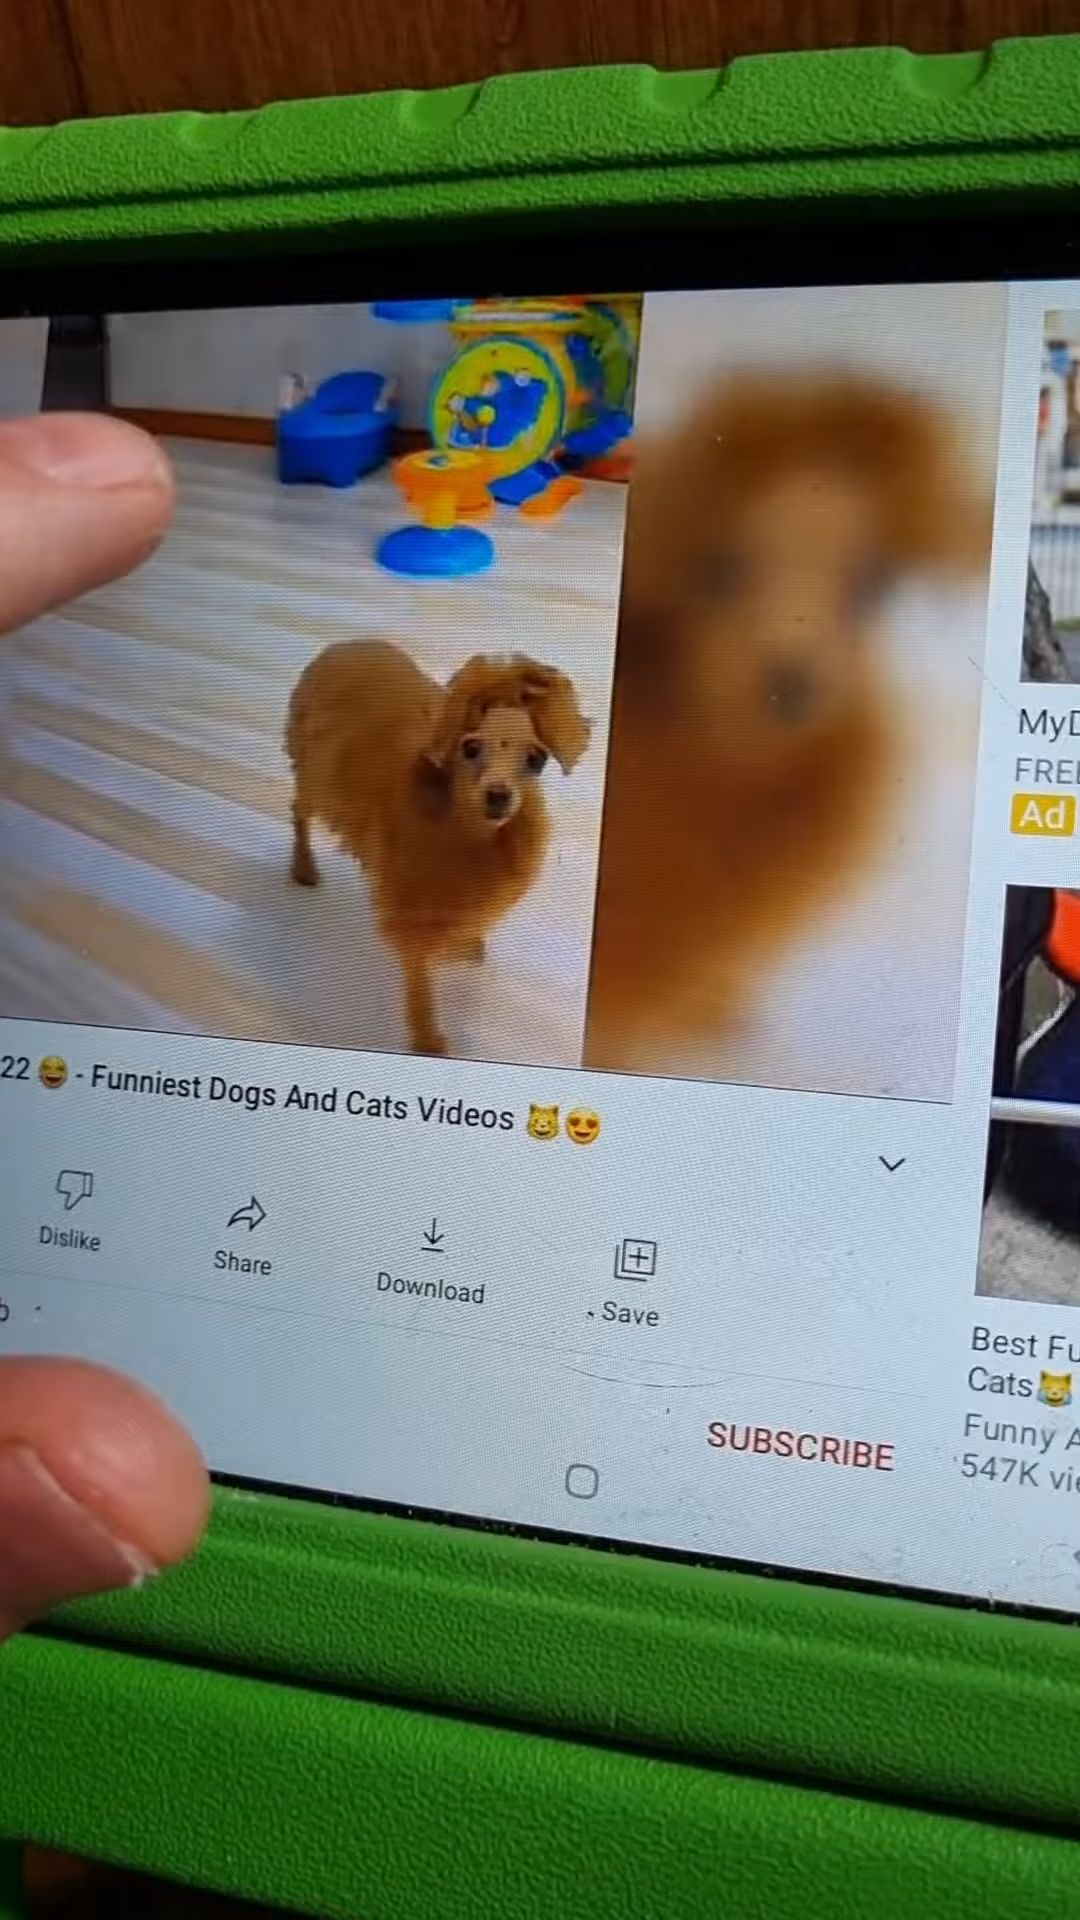 22 😂 - Funniest Dogs And Cats Videos 😺😍
Dislike
Share
Download
Save
SUBSCRIBE
Ad
Best
Cats😹
Funny
547K